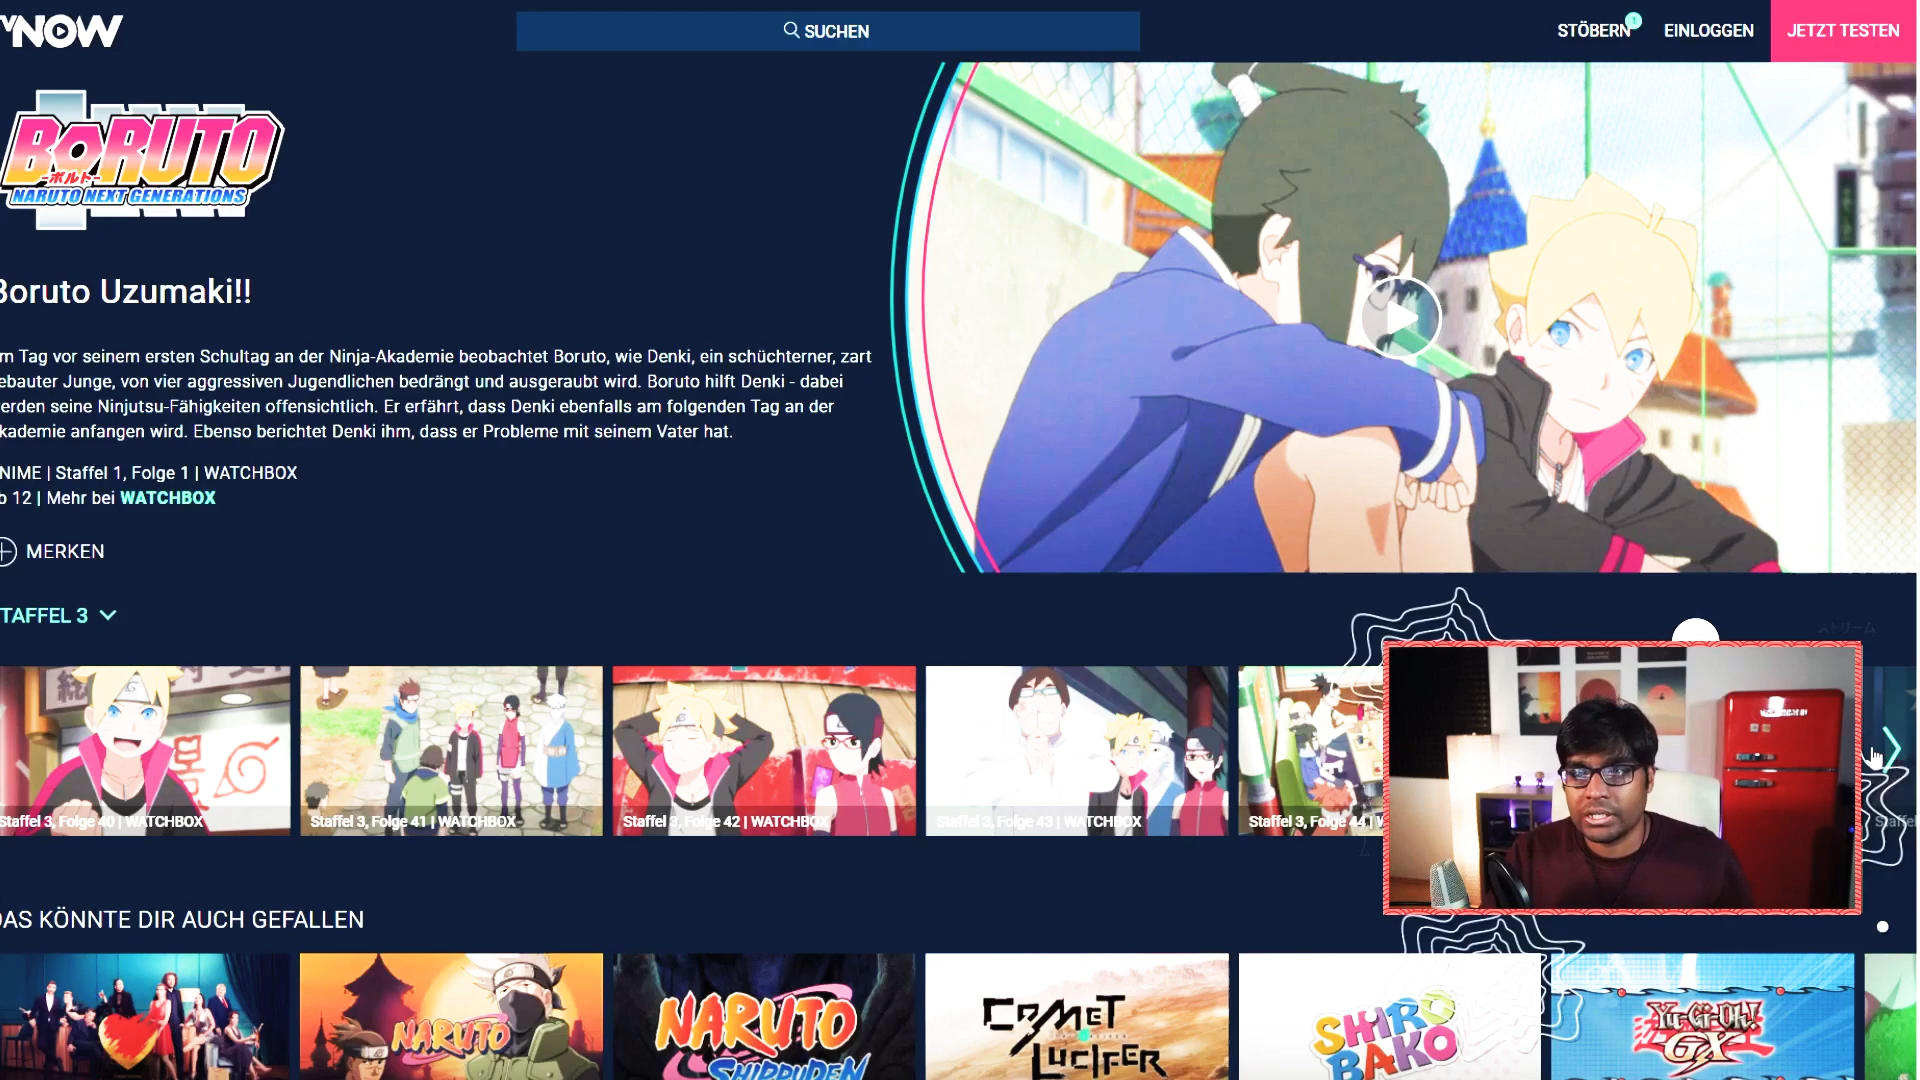 NOW
SUCHEN
STÖBERN
1
EINLOGGEN
JETZT TESTEN
BORUTO
-ボルト-
NARUTO NEXT GENERATIONS
Boruto Uzumaki!!
m Tag vor seinem ersten Schultag an der Ninja-Akademie beobachtet Boruto, wie Denki, ein schüchterner, zart
ebauter Junge, von vier aggressiven Jugendlichen bedrängt und ausgeraubt wird. Boruto hilft Denki - dabei
erden seine Ninjutsu-Fähigkeiten offensichtlich. Er erfährt, dass Denki ebenfalls am folgenden Tag an der
kademie anfangen wird. Ebenso berichtet Denki ihm, dass er Probleme mit seinem Vater hat.
NIME | Staffel 1, Folge 1 | WATCHBOX
b 12 | Mehr bei WATCHBOX
MERKEN
TAFFEL 3
Staffel 3, Folge 40 | WATCHBOX
Staffel 3, Folge 41 | WATCHBOX
Staffel 3, Folge 42 | WATCHBOX
Staffel 3, Folge 43 | WATCHBOX
Staffel 3, Folge 44 | W
Staffel
DAS KÖNNTE DIR AUCH GEFALLEN
NARUTO
NARUTO
SHIPPUDEN
COMET
LUCIFER
SHIRO
BAKO
Yu-Gi-Oh!
GX